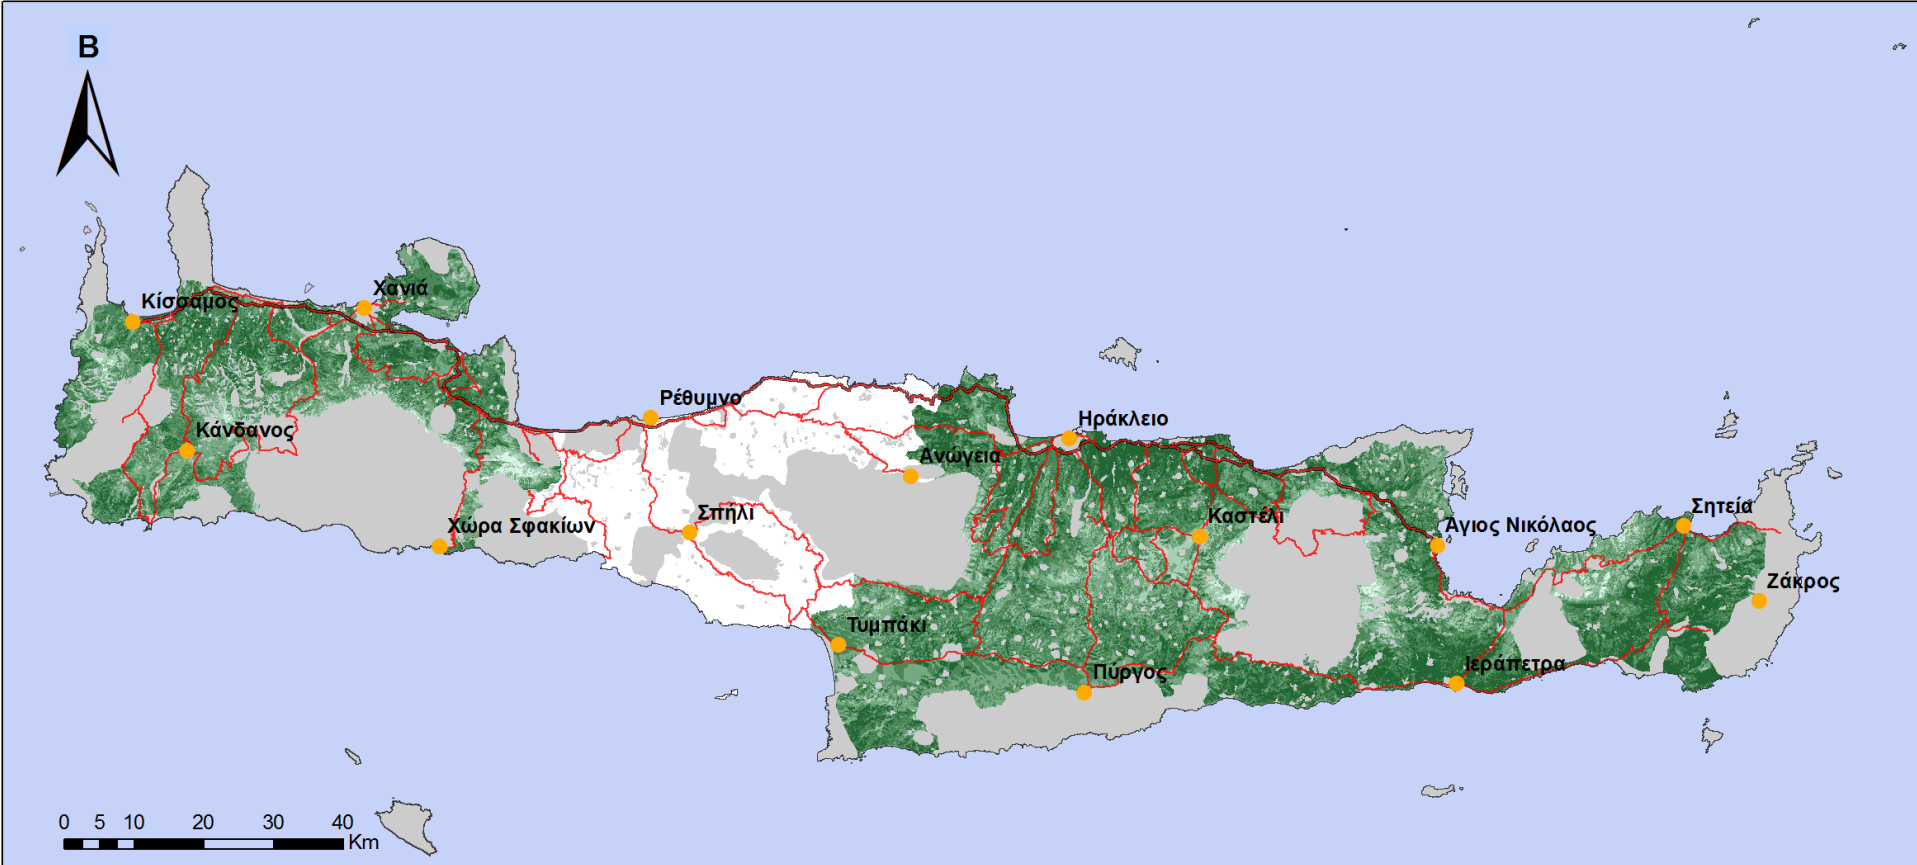 Β
Χανιά
Κίσσαμος
Ρέθυμνο
Ηράκλειο
Κάνδανος
Ανώγεια
Σητεία
Σπήλι
Καστέλι
Χώρα Σφακίων
Άγιος Νικόλαος
Ζάκρος
Τυμπάκι
Ιεράπετρα
Πύργος
0 5 10 20 30 40
Km